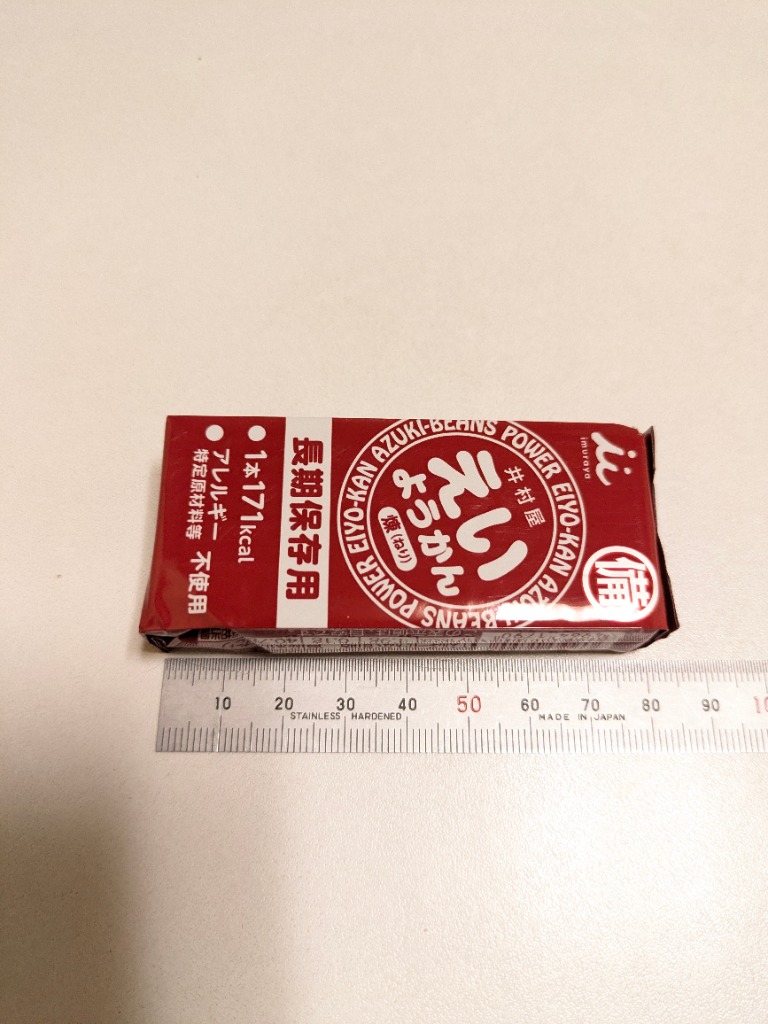 imuraya
備
井村屋
えい
ようかん
煉(ねり)
AZUKI-BEANS POWER EIYO-KAN AZUKI-BEANS POWER EIYO-KAN
長期保存用
1本171kcal
アレルギー
特定原材料等 不使用
10 20 30 40 50 60 70 80 90
STAINLESS HARDENED
MADE IN JAPAN